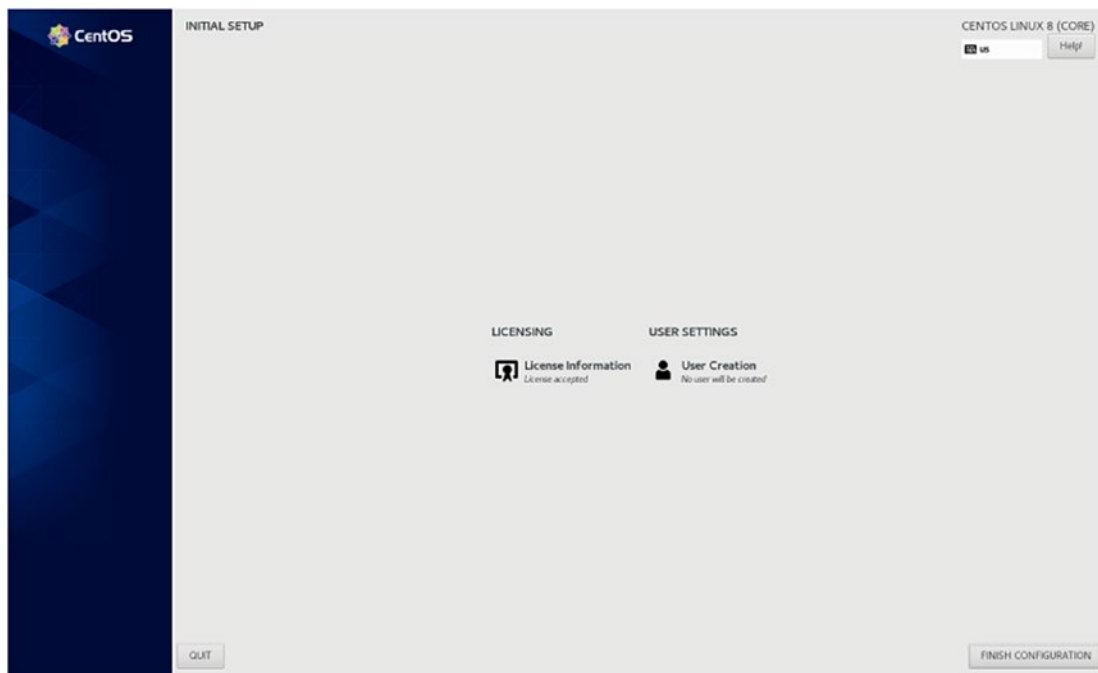 CentOS
INITIAL SETUP
CENTOS LINUX 8 (CORE)
us
Help!
LICENSING
License Information
License accepted
USER SETTINGS
User Creation
No user will be created
QUIT
FINISH CONFIGURATION